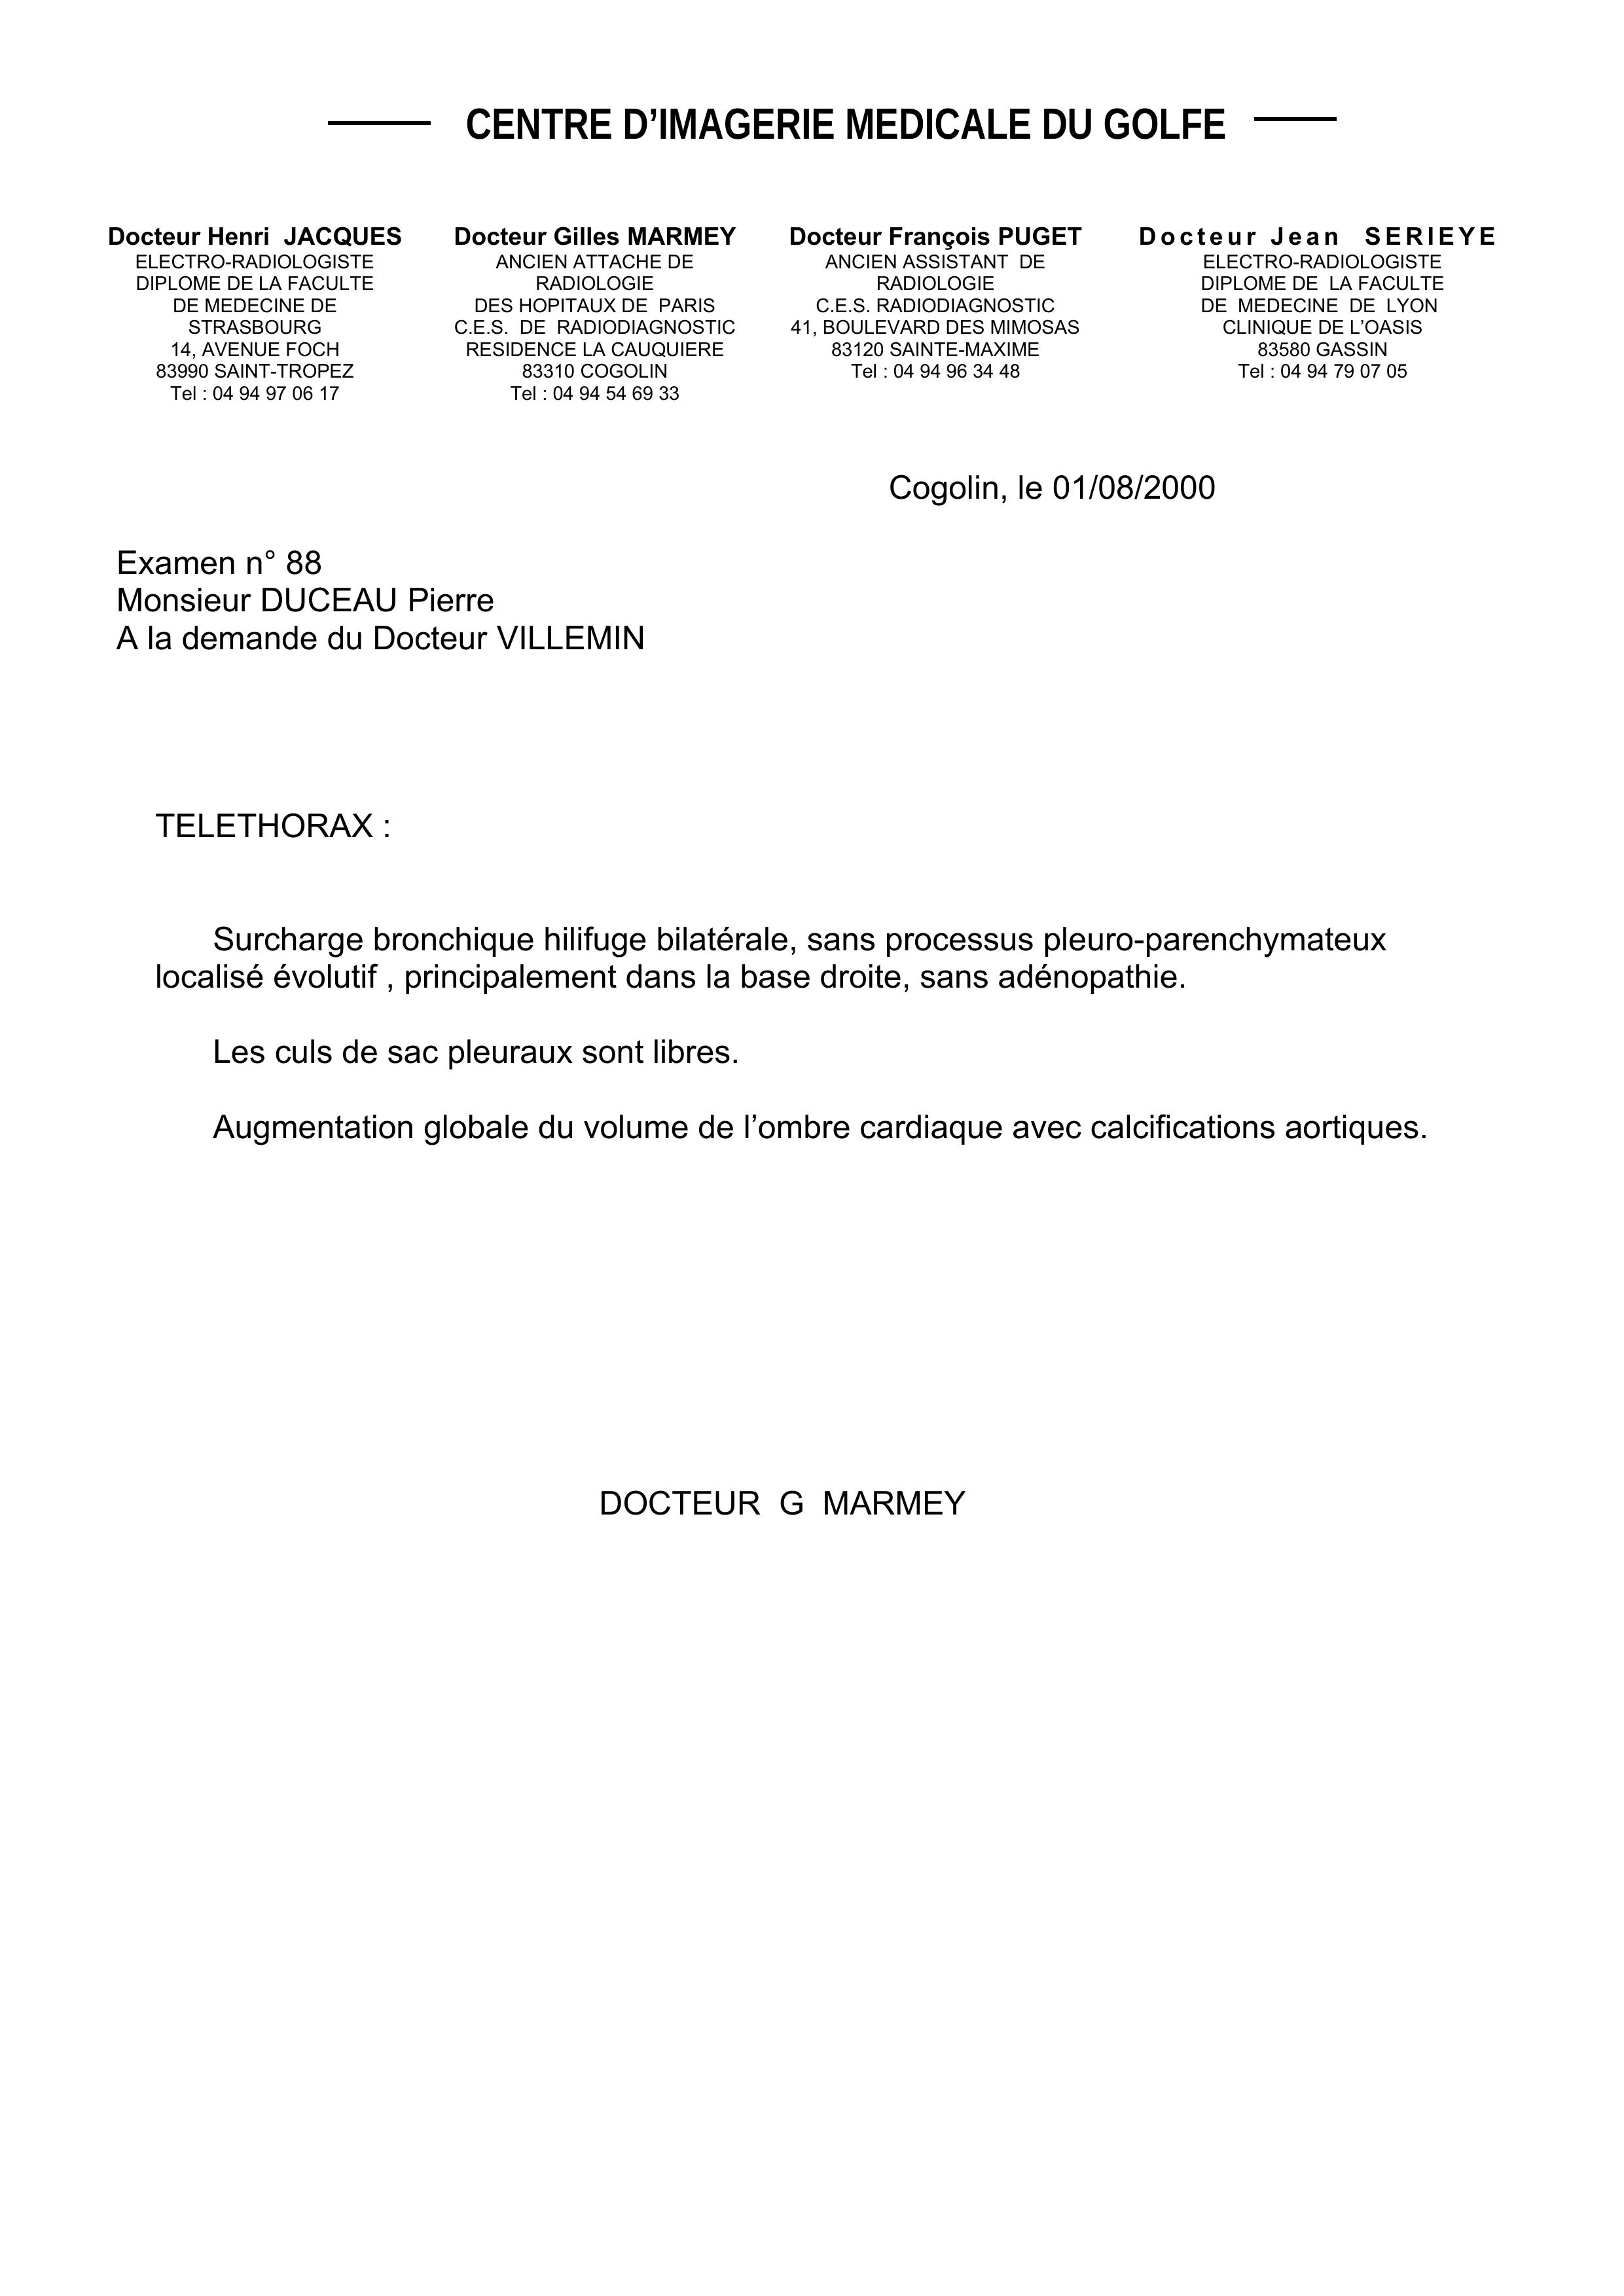 CENTRE D’IMAGERIE MEDICALE DU GOLFE
Docteur Henri JACQUES
ELECTRO-RADIOLOGISTE
DIPLOME DE LA FACULTE
DE MEDECINE DE
STRASBOURG
14, AVENUE FOCH
83990 SAINT-TROPEZ
Tel : 04 94 97 06 17
Docteur Gilles MARMEY
ANCIEN ATTACHE DE
RADIOLOGIE
DES HOPITAUX DE PARIS
C.E.S. DE RADIODIAGNOSTIC
RESIDENCE LA CAUQUIERE
83310 COGOLIN
Tel : 04 94 54 69 33
Docteur François PUGET
ANCIEN ASSISTANT DE
RADIOLOGIE
C.E.S. RADIODIAGNOSTIC
41, BOULEVARD DES MIMOSAS
83120 SAINTE-MAXIME
Tel : 04 94 96 34 48
Docteur Jean SERIEYE
ELECTRO-RADIOLOGISTE
DIPLOME DE LA FACULTE
DE MEDECINE DE LYON
CLINIQUE DE L’OASIS
83580 GASSIN
Tel : 04 94 79 07 05
Cogolin, le 01/08/2000
Examen n° 88
Monsieur DUCEAU Pierre
A la demande du Docteur VILLEMIN
TELETHORAX :
Surcharge bronchique hilifuge bilatérale, sans processus pleuro-parenchymateux
localisé évolutif , principalement dans la base droite, sans adénopathie.
Les culs de sac pleuraux sont libres.
Augmentation globale du volume de l’ombre cardiaque avec calcifications aortiques.
DOCTEUR G MARMEY